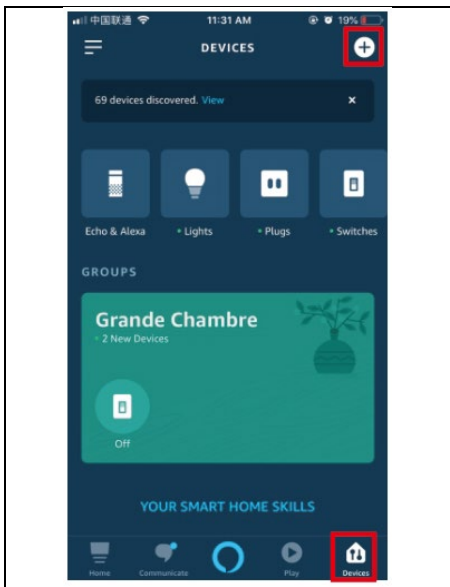 中国联通 11:31 AM 19%
DEVICES
69 devices discovered. View ×
Echo & Alexa • Lights • Plugs • Switches
GROUPS
Grande Chambre
• 2 New Devices
Off
YOUR SMART HOME SKILLS
Home Communicate Play Devices